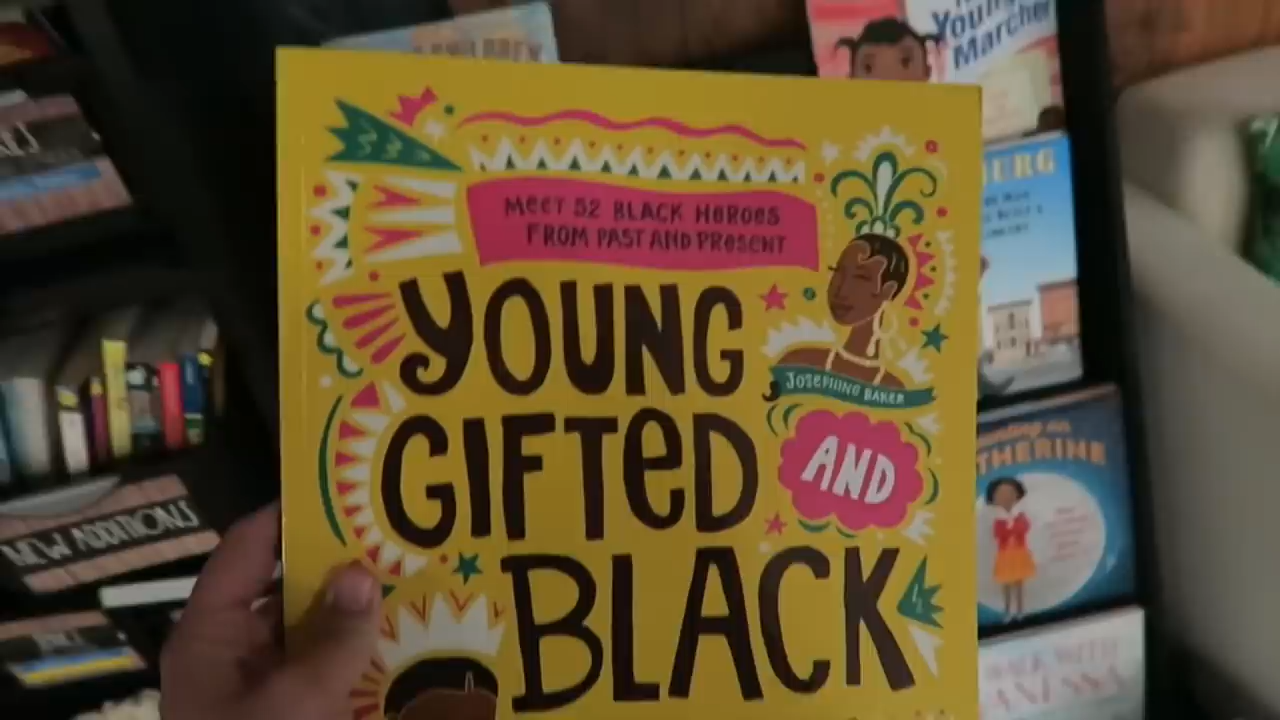 MEET 52 BLACK HEROES
FROM PAST AND PRESENT
YOUNG
GIFTED
AND
BLACK
JOSEPHINE BAKER
Young
Marcher
NEW ADDITIONS